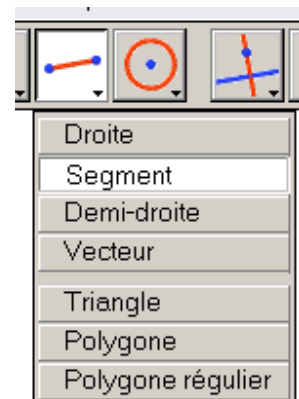 Droite
Segment
Demi-droite
Vecteur
Triangle
Polygone
Polygone régulier